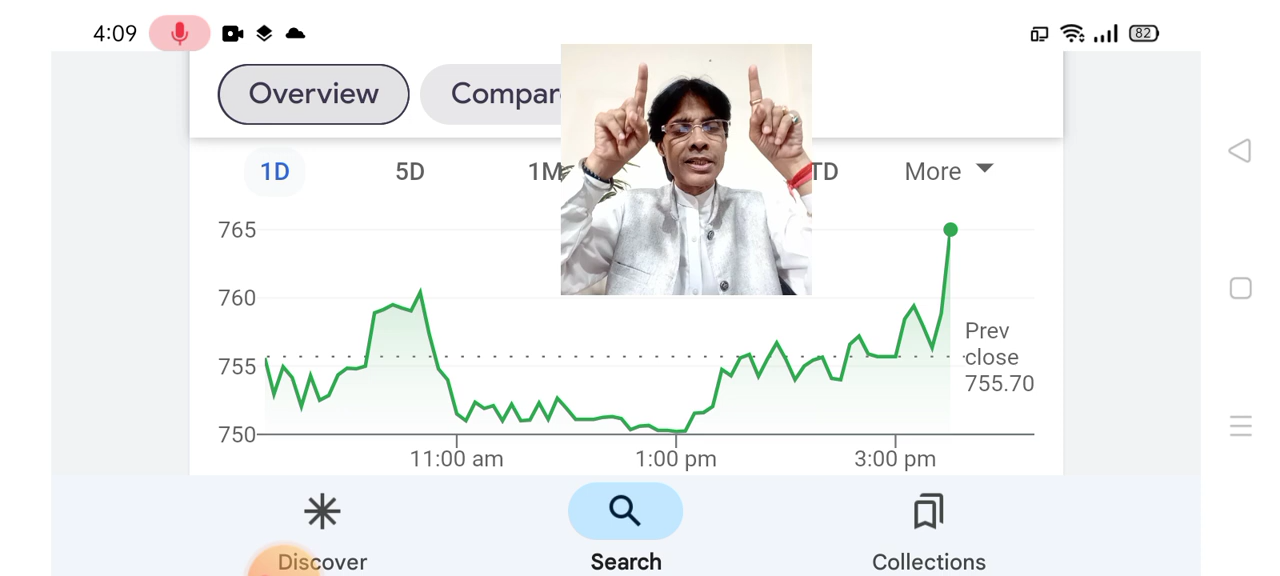 4:09 82
Overview Compar
1D 5D 1M TD More
765
760
755
750
Prev
close
755.70
11:00 am 1:00 pm 3:00 pm
Discover Search Collections